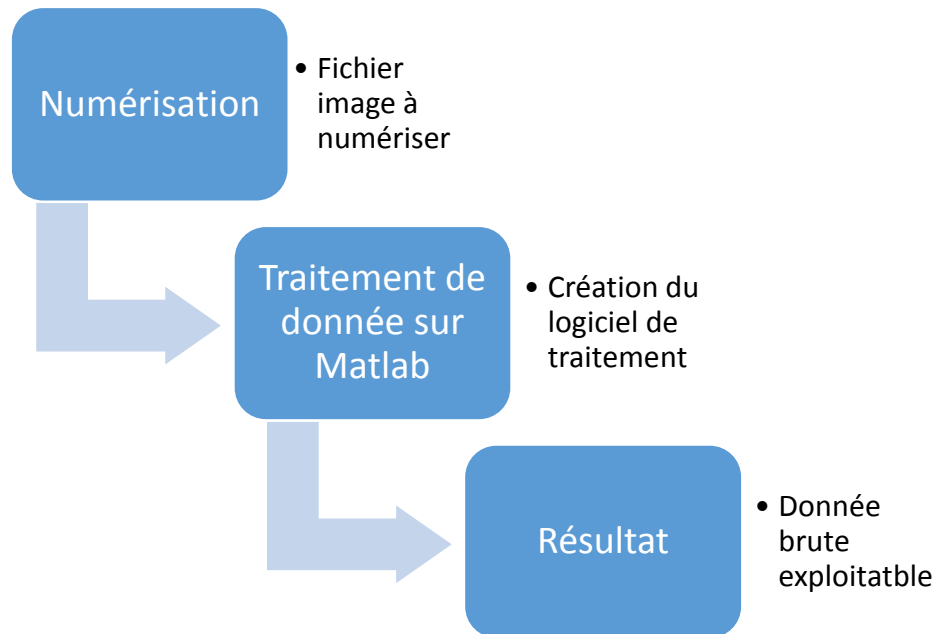 Numérisation
• Fichier
image à
numériser
Traitement de
donnée sur
Matlab
• Création du
logiciel de
traitement
Résultat
• Donnée
brute
exploitatble